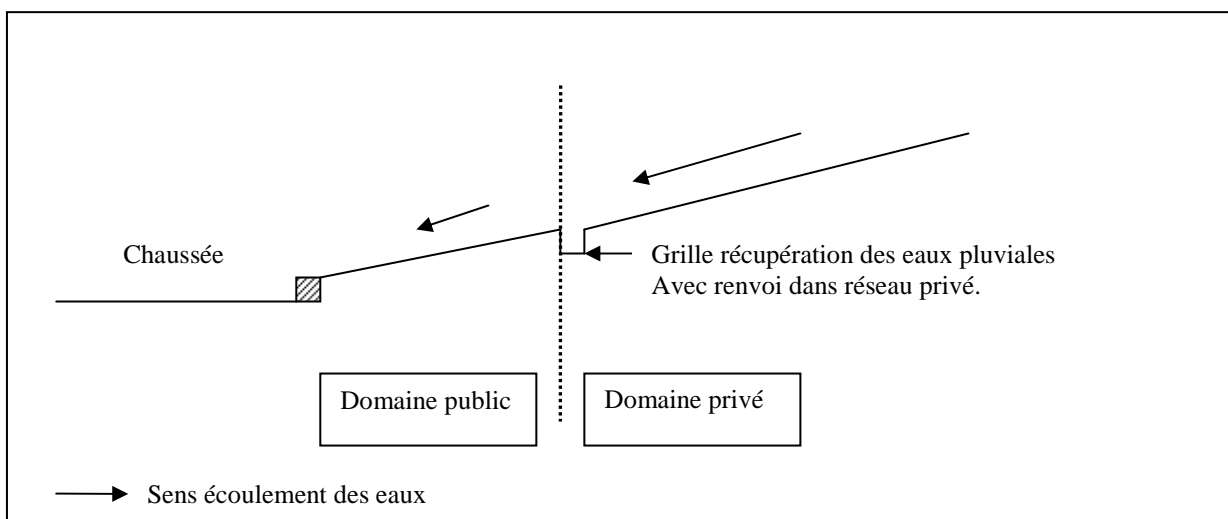 Chaussée
Grille récupération des eaux pluviales
Avec renvoi dans réseau privé.
Domaine public
Domaine privé
Sens écoulement des eaux